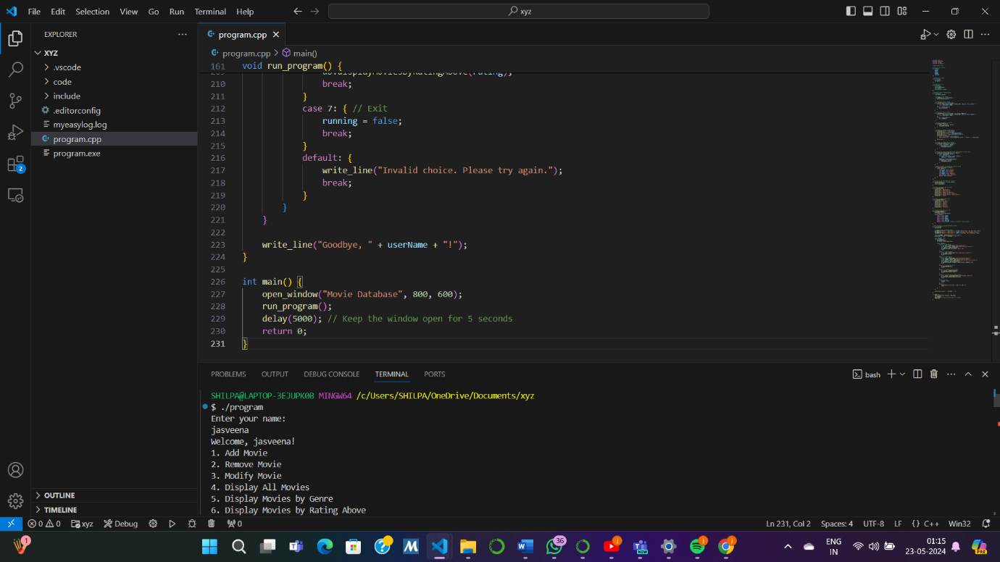 File Edit Selection View Go Run Terminal Help
xyz
EXPLORER
XYZ
.vscode
code
include
.editorconfig
myeasylog.log
program.cpp
program.exe
OUTLINE
TIMELINE
2
program.cpp
program.cpp > main()
161 void run_program() {
210 break;
211 }
212 case 7: { // Exit
213 running = false;
214 break;
215 }
216 default: {
217 write_line("Invalid choice. Please try again.");
218 break;
219 }
220 }
221 }
222
223 write_line("Goodbye, " + userName + "!");
224 }
225
226 int main() {
227 open_window("Movie Database", 800, 600);
228 run_program();
229 delay(5000); // Keep the window open for 5 seconds
230 return 0;
231 }
PROBLEMS OUTPUT DEBUG CONSOLE TERMINAL PORTS
bash
SHILPA@LAPTOP-3EJUPK0B MINGW64 /c/Users/SHILPA/OneDrive/Documents/xyz
$ ./program
Enter your name:
jasveena
Welcome, jasveena!
1. Add Movie
2. Remove Movie
3. Modify Movie
4. Display All Movies
5. Display Movies by Genre
6. Display Movies by Rating Above
0 0 xyz Debug 0 Ln 231, Col 2 Spaces: 4 UTF-8 LF {} C++ Win32
1
36
NEW
ENG
IN
01:15
23-05-2024
PRE